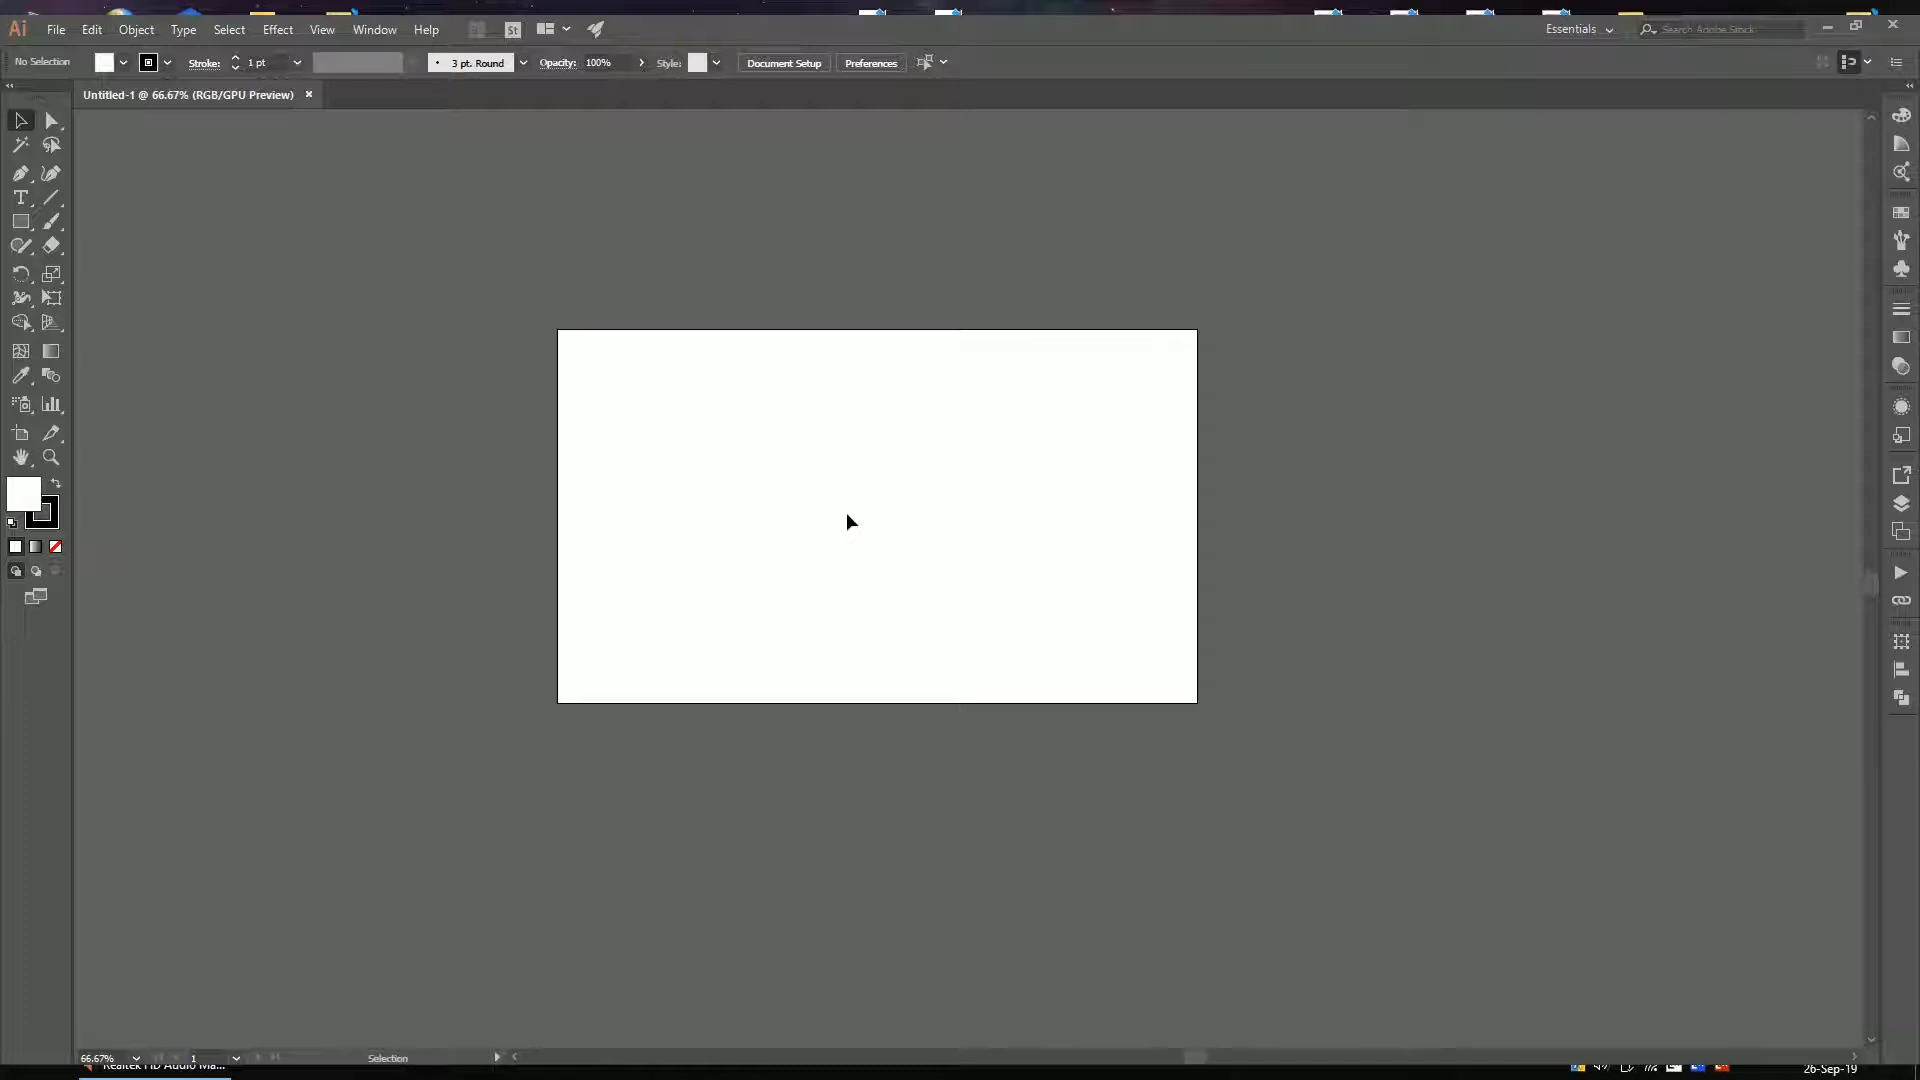 Ai File Edit Object Type Select Effect View Window Help St Essentials Search Adobe Stock
No Selection Stroke: 1 pt 3 pt. Round Opacity: 100% Style: Document Setup Preferences
Untitled-1 @ 66.67% (RGB/GPU Preview)
66.67% 1 Selection
Realtek HD Audio Ma... 26-Sep-19